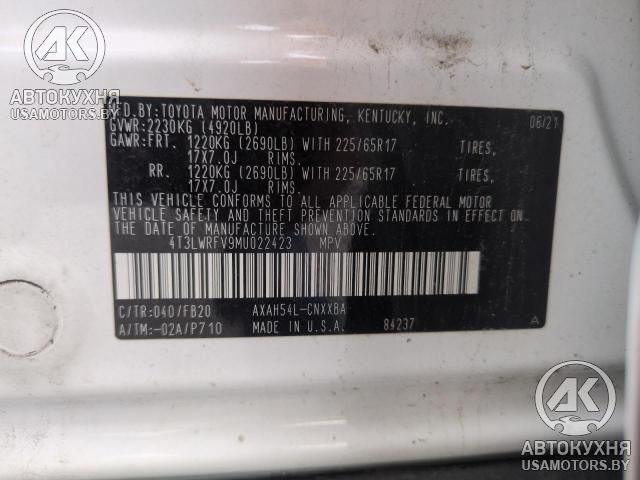 АК
АВТОКУХНЯ
USAMOTORS.BY
MFD.BY:TOYOTA MOTOR MANUFACTURING, KENTUCKY, INC. 06/21
GVWR:2230KG (4920LB)
GAWR:FRT. 1220KG (2690LB) WITH 225/65R17 TIRES,
17X7.0J RIMS.
RR. 1220KG (2690LB) WITH 225/65R17 TIRES,
17X7.0J RIMS.
THIS VEHICLE CONFORMS TO ALL APPLICABLE FEDERAL MOTOR
VEHICLE SAFETY AND THEFT PREVENTION STANDARDS IN EFFECT ON
THE DATE OF MANUFACTURE SHOWN ABOVE.
4T3LWRFV9MU022423 MPV
C/TR:040/FB20 AXAH54L-CNXXBA
A/TM:-02A/P710 MADE IN U.S.A. 84237 A
АК
АВТОКУХНЯ
USAMOTORS.BY